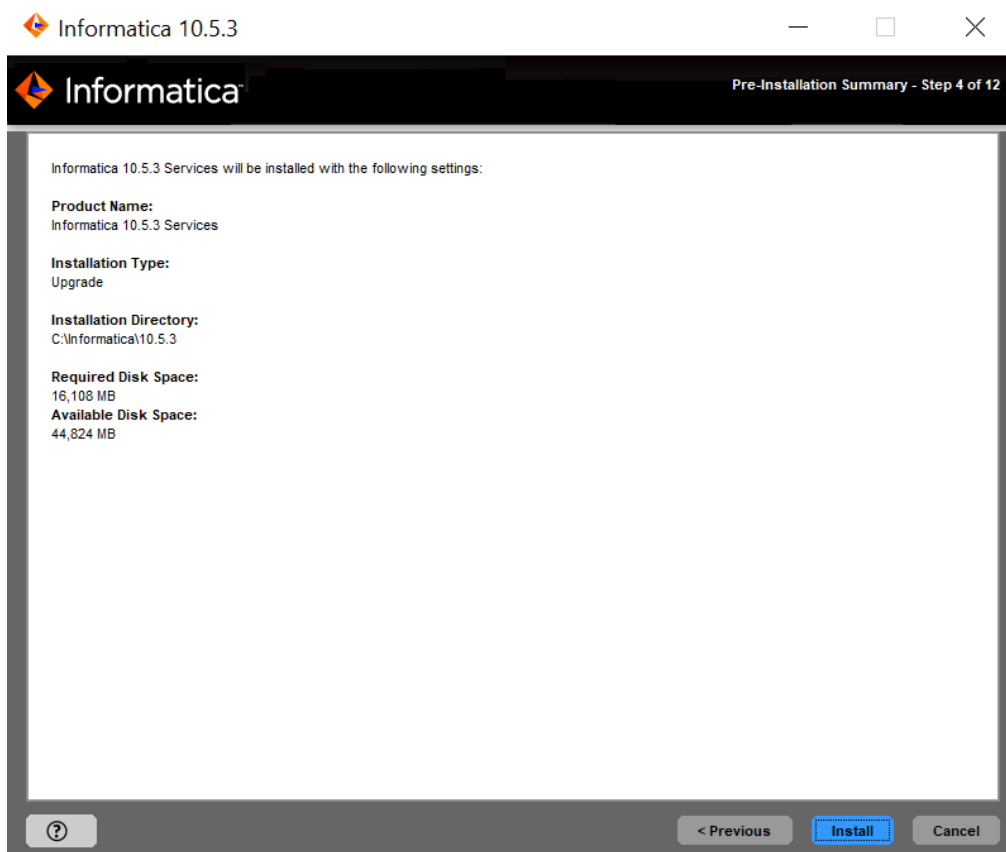 Informatica 10.5.3
Informatica
Pre-Installation Summary - Step 4 of 12
Informatica 10.5.3 Services will be installed with the following settings:
Product Name:
Informatica 10.5.3 Services
Installation Type:
Upgrade
Installation Directory:
C:\Informatica\10.5.3
Required Disk Space:
16,108 MB
Available Disk Space:
44,824 MB
?
< Previous
Install
Cancel